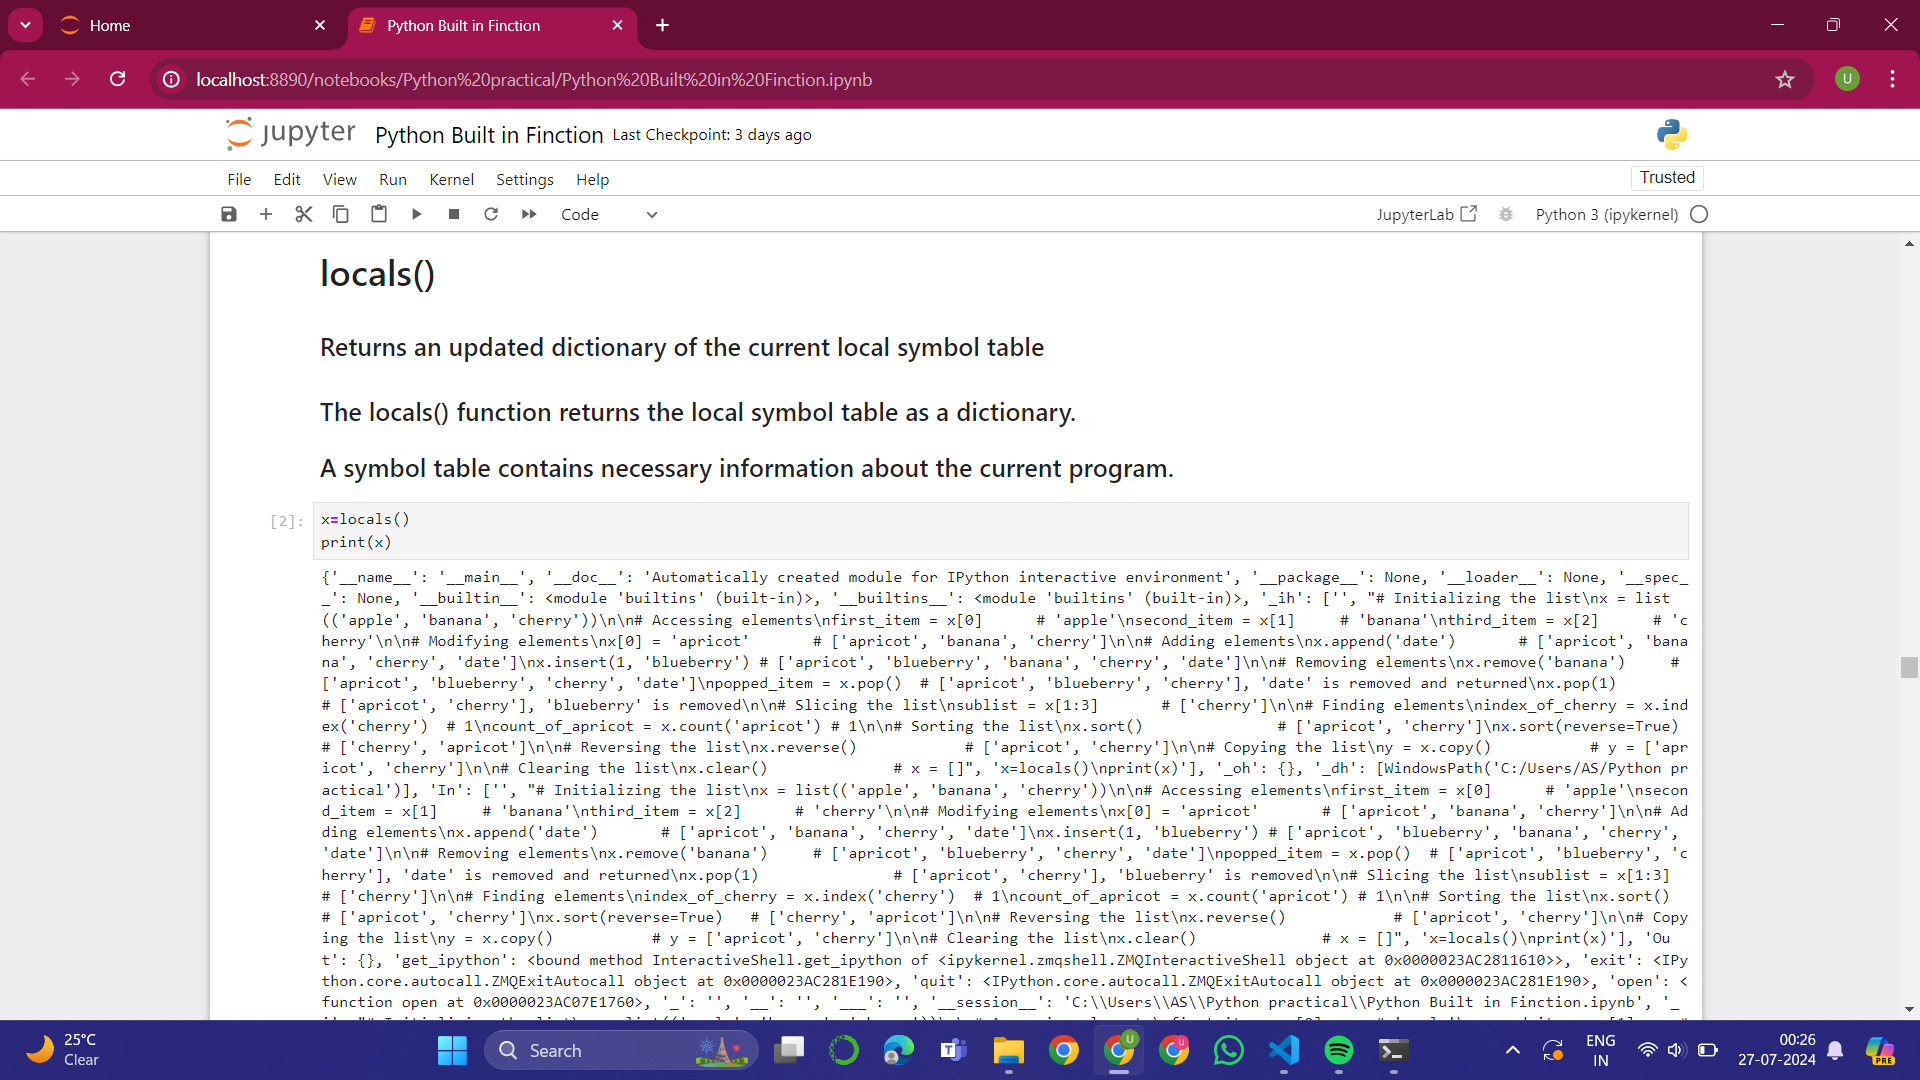 Home
Python Built in Finction
localhost:8890/notebooks/Python%20practical/Python%20Built%20in%20Finction.ipynb
U
jupyter Python Built in Finction Last Checkpoint: 3 days ago
File Edit View Run Kernel Settings Help
Trusted
Code
JupyterLab
Python 3 (ipykernel)
locals()
Returns an updated dictionary of the current local symbol table
The locals() function returns the local symbol table as a dictionary.
A symbol table contains necessary information about the current program.
[2]:
x=locals()
print(x)
{'__name__': '__main__', '__doc__': 'Automatically created module for IPython interactive environment', '__package__': None, '__loader__': None, '__spec_
_': None, '__builtin__': <module 'builtins' (built-in)>, '__builtins__': <module 'builtins' (built-in)>, '_ih': ['', "# Initializing the list\nx = list
(('apple', 'banana', 'cherry'))\n\n# Accessing elements\nfirst_item = x[0]      # 'apple'\nsecond_item = x[1]     # 'banana'\nthird_item = x[2]      # 'c
herry'\n\n# Modifying elements\nx[0] = 'apricot'       # ['apricot', 'banana', 'cherry']\n\n# Adding elements\nx.append('date')       # ['apricot', 'bana
na', 'cherry', 'date']\nx.insert(1, 'blueberry') # ['apricot', 'blueberry', 'banana', 'cherry', 'date']\n\n# Removing elements\nx.remove('banana')     #
['apricot', 'blueberry', 'cherry', 'date']\npopped_item = x.pop()  # ['apricot', 'blueberry', 'cherry'], 'date' is removed and returned\nx.pop(1)
# ['apricot', 'cherry'], 'blueberry' is removed\n\n# Slicing the list\nsublist = x[1:3]       # ['cherry']\n\n# Finding elements\nindex_of_cherry = x.ind
ex('cherry')  # 1\ncount_of_apricot = x.count('apricot') # 1\n\n# Sorting the list\nx.sort()               # ['apricot', 'cherry']\nx.sort(reverse=True)
# ['cherry', 'apricot']\n\n# Reversing the list\nx.reverse()            # ['apricot', 'cherry']\n\n# Copying the list\ny = x.copy()           # y = ['apr
icot', 'cherry']\n\n# Clearing the list\nx.clear()              # x = []", 'x=locals()\nprint(x)'], '_oh': {}, '_dh': [WindowsPath('C:/Users/AS/Python pr
actical')], 'In': ['', "# Initializing the list\nx = list(('apple', 'banana', 'cherry'))\n\n# Accessing elements\nfirst_item = x[0]      # 'apple'\nsecon
d_item = x[1]     # 'banana'\nthird_item = x[2]      # 'cherry'\n\n# Modifying elements\nx[0] = 'apricot'       # ['apricot', 'banana', 'cherry']\n\n# Ad
ding elements\nx.append('date')       # ['apricot', 'banana', 'cherry', 'date']\nx.insert(1, 'blueberry') # ['apricot', 'blueberry', 'banana', 'cherry',
'date']\n\n# Removing elements\nx.remove('banana')     # ['apricot', 'blueberry', 'cherry', 'date']\npopped_item = x.pop()  # ['apricot', 'blueberry', 'c
herry'], 'date' is removed and returned\nx.pop(1)               # ['apricot', 'cherry'], 'blueberry' is removed\n\n# Slicing the list\nsublist = x[1:3]
# ['cherry']\n\n# Finding elements\nindex_of_cherry = x.index('cherry')  # 1\ncount_of_apricot = x.count('apricot') # 1\n\n# Sorting the list\nx.sort()
# ['apricot', 'cherry']\nx.sort(reverse=True)   # ['cherry', 'apricot']\n\n# Reversing the list\nx.reverse()            # ['apricot', 'cherry']\n\n# Copy
ing the list\ny = x.copy()           # y = ['apricot', 'cherry']\n\n# Clearing the list\nx.clear()              # x = []", 'x=locals()\nprint(x)'], 'Ou
t': {}, 'get_ipython': <bound method InteractiveShell.get_ipython of <ipykernel.zmqshell.ZMQInteractiveShell object at 0x0000023AC2811610>>, 'exit': <IPy
thon.core.autocall.ZMQExitAutocall object at 0x0000023AC281E190>, 'quit': <IPython.core.autocall.ZMQExitAutocall object at 0x0000023AC281E190>, 'open': <
function open at 0x0000023AC07E1760>, '_': '', '__': '', '___': '', '__session__': 'C:\\Users\\AS\\Python practical\\Python Built in Finction.ipynb', '_
25°C
Clear
Search
ENG
IN
00:26
27-07-2024
PRE